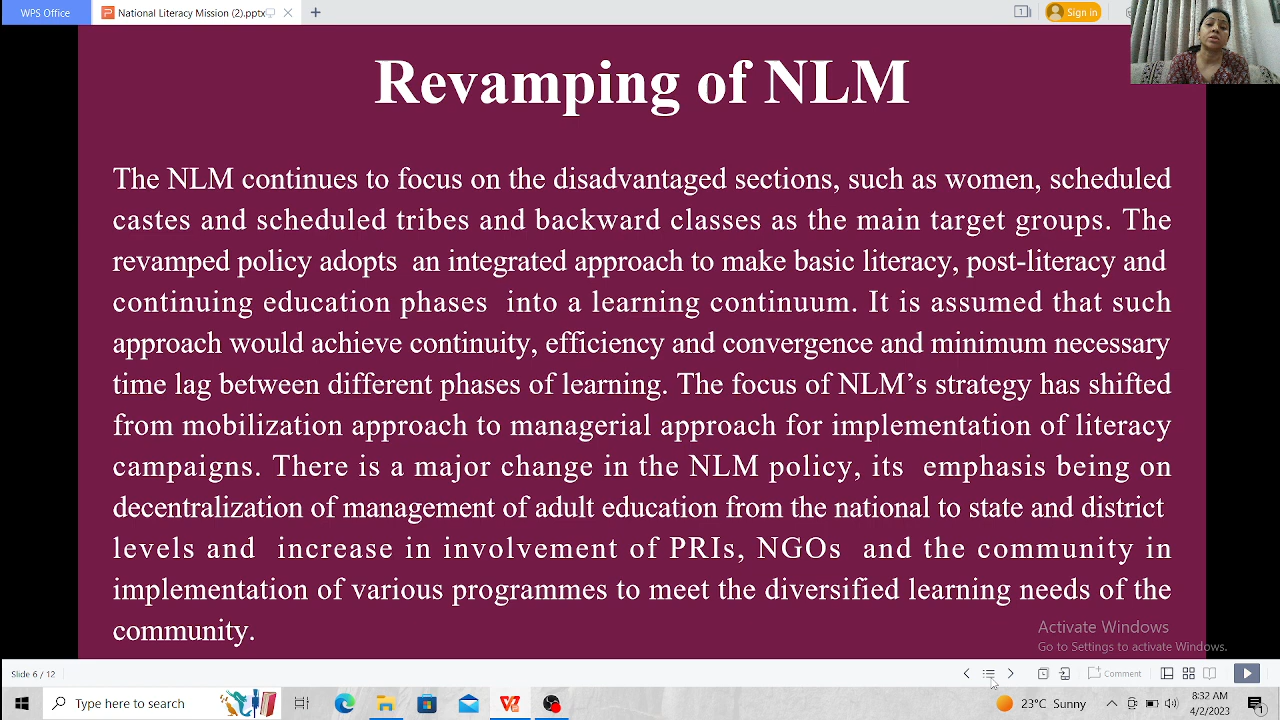 WPS Office
National Literacy Mission (2).pptx
1
Sign in
Revamping of NLM
The NLM continues to focus on the disadvantaged sections, such as women, scheduled
castes and scheduled tribes and backward classes as the main target groups. The
revamped policy adopts an integrated approach to make basic literacy, post-literacy and
continuing education phases into a learning continuum. It is assumed that such
approach would achieve continuity, efficiency and convergence and minimum necessary
time lag between different phases of learning. The focus of NLM’s strategy has shifted
from mobilization approach to managerial approach for implementation of literacy
campaigns. There is a major change in the NLM policy, its emphasis being on
decentralization of management of adult education from the national to state and district
levels and increase in involvement of PRIs, NGOs and the community in
implementation of various programmes to meet the diversified learning needs of the
community.
Activate Windows
Go to Settings to activate Windows.
Slide 6 / 12
Comment
Type here to search
23°C Sunny
8:32 AM
4/2/2023
1